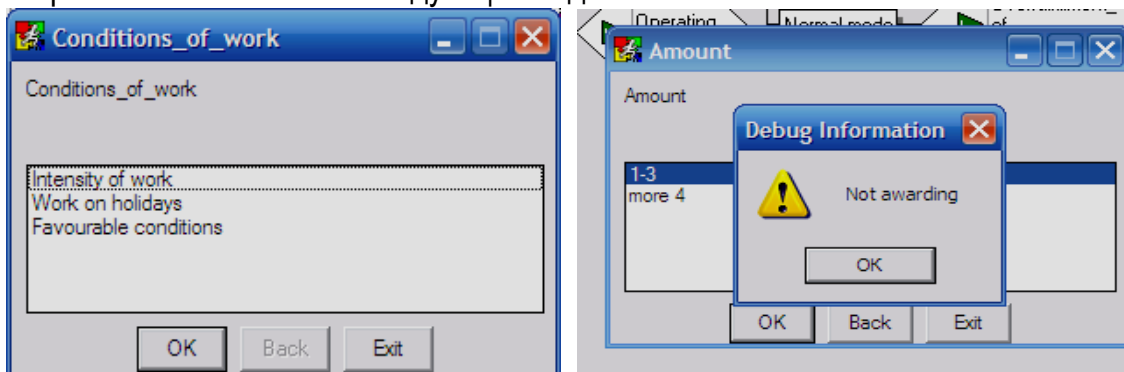 Conditions_of_work
Conditions_of_work
Intensity of work
Work on holidays
Favourable conditions
OK
Back
Exit
Operating
Normal mode
of
Amount
Amount
1-3
more 4
Debug Information
Not awarding
OK
OK
Back
Exit